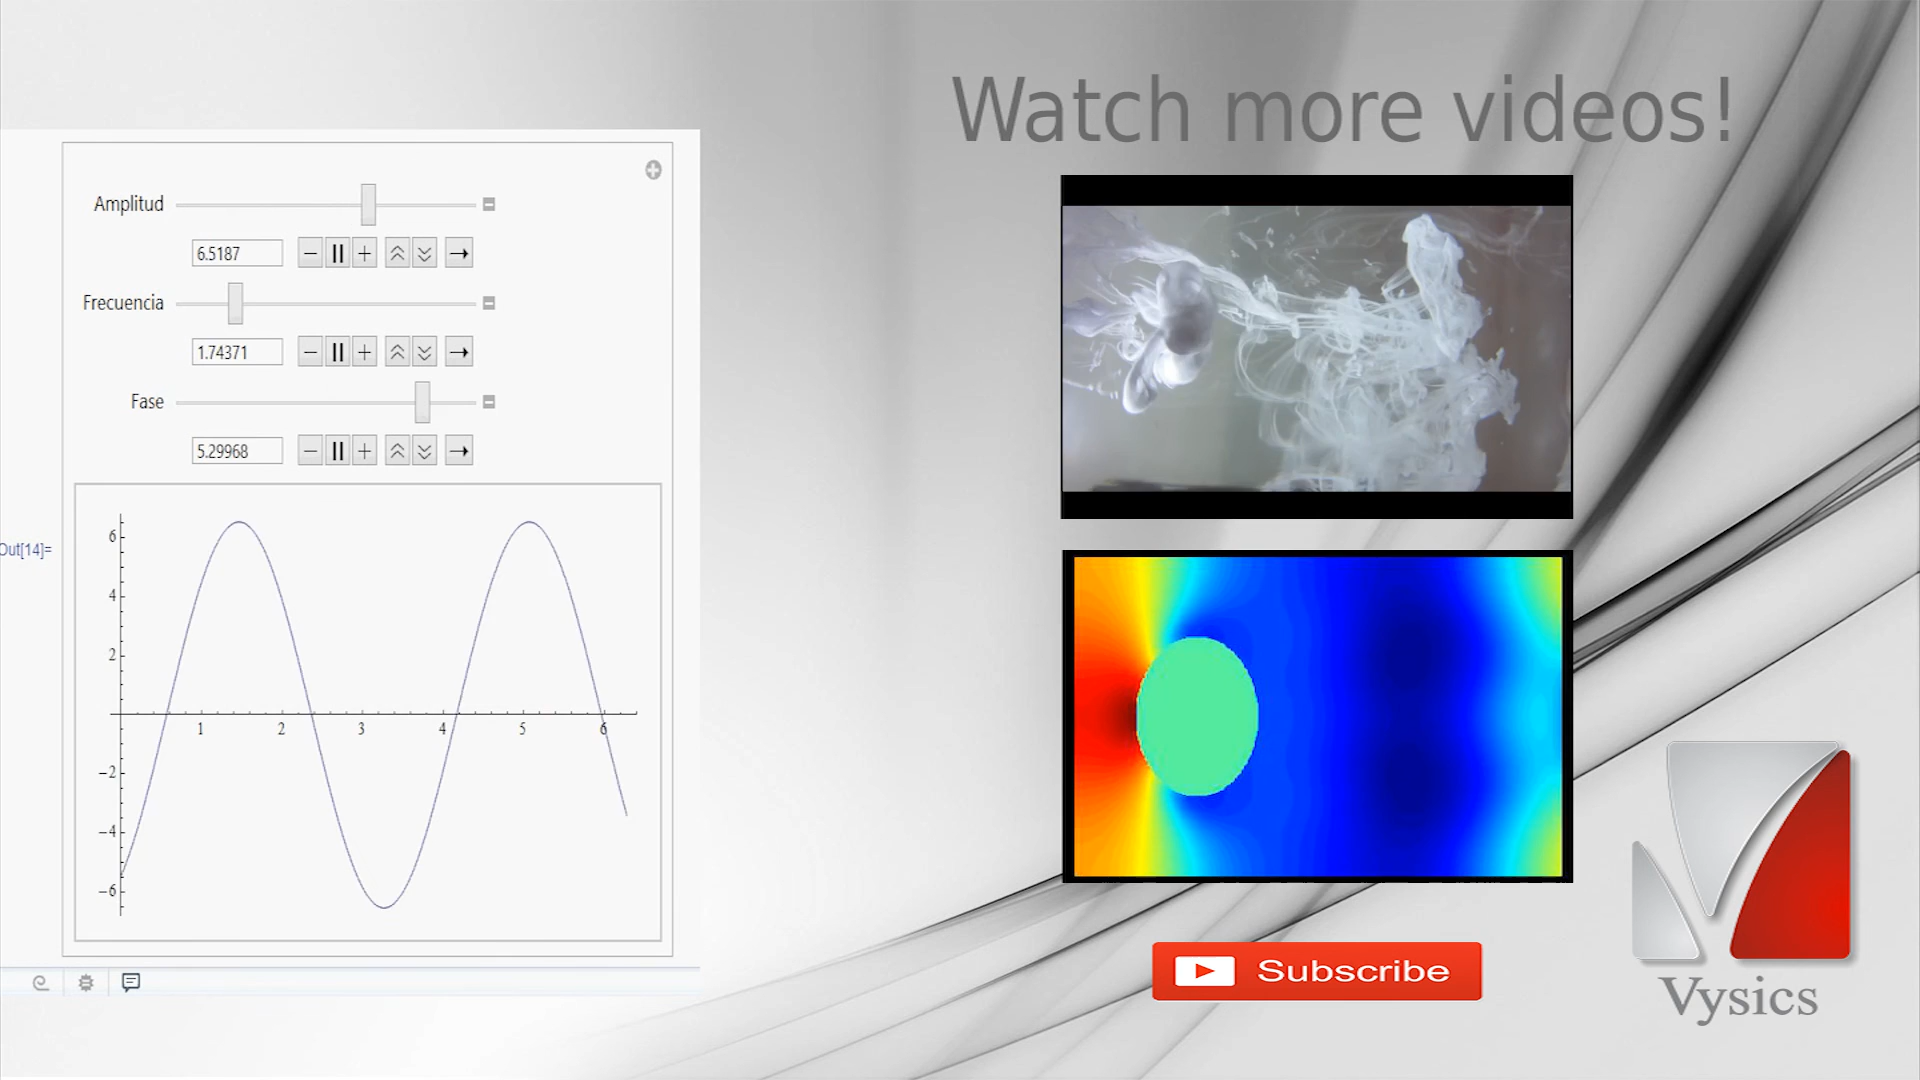 Watch more videos!
Amplitud
6.5187
Frecuencia
1.74371
Fase
5.29968
Out[14]=
6
4
2
1 2 3 4 5 6
−2
−4
−6
Subscribe
Vysics